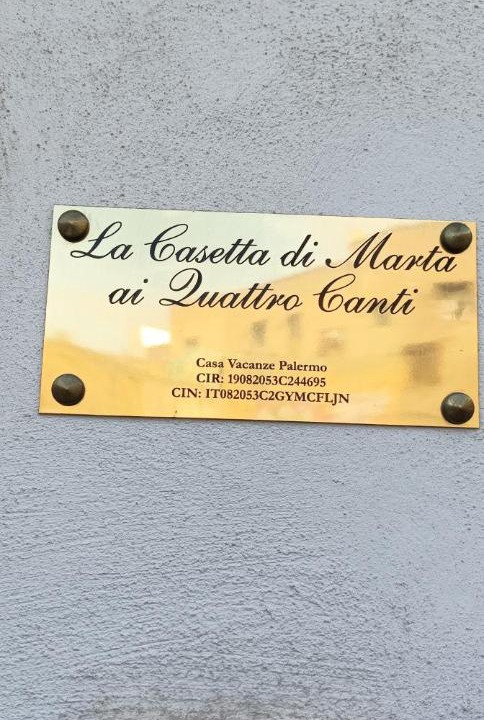 La Casetta di Marta
ai Quattro Canti
Casa Vacanze Palermo
CIR: 19082053C244695
CIN: IT082053C2GYMCFLJN